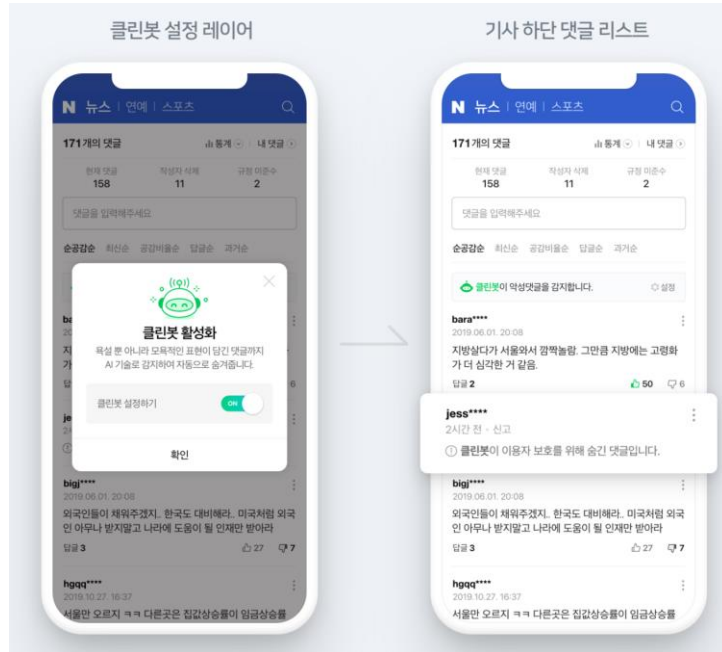 클린봇 설정 레이어
N 뉴스 | 연예 | 스포츠
171개의 댓글 통계 내 댓글
현재 댓글 작성자 삭제 규정 미준수
158 11 2
댓글을 입력해주세요
순공감순 최신순 공감비율순 답글순 과거순
클린봇 활성화
욕설 뿐 아니라 모욕적인 표현이 담긴 댓글까지
AI 기술로 감지하여 자동으로 숨겨줍니다.
클린봇 설정하기 ON
확인
bigj****
2019.06.01. 20:08
외국인들이 채워주겠지.. 한국도 대비해라.. 미국처럼 외국
인 아무나 받지말고 나라에 도움이 될 인재만 받아라
답글 3 27 7
hgqq****
2019.10.27. 16:37
서울만 오르지 ㅋㅋ 다른곳은 집값상승률이 임금상승률
기사 하단 댓글 리스트
N 뉴스 | 연예 | 스포츠
171개의 댓글 통계 내 댓글
현재 댓글 작성자 삭제 규정 미준수
158 11 2
댓글을 입력해주세요
순공감순 최신순 공감비율순 답글순 과거순
클린봇이 악성댓글을 감지합니다. 설정
bara****
2019.06.01. 20:08
지방살다가 서울와서 깜짝놀람. 그만큼 지방에는 고령화
가 더 심각한 거 같음.
답글 2 50 6
jess****
2시간 전 · 신고
클린봇이 이용자 보호를 위해 숨긴 댓글입니다.
bigj****
2019.06.01. 20:08
외국인들이 채워주겠지.. 한국도 대비해라.. 미국처럼 외국
인 아무나 받지말고 나라에 도움이 될 인재만 받아라
답글 3 27 7
hgqq****
2019.10.27. 16:37
서울만 오르지 ㅋㅋ 다른곳은 집값상승률이 임금상승률